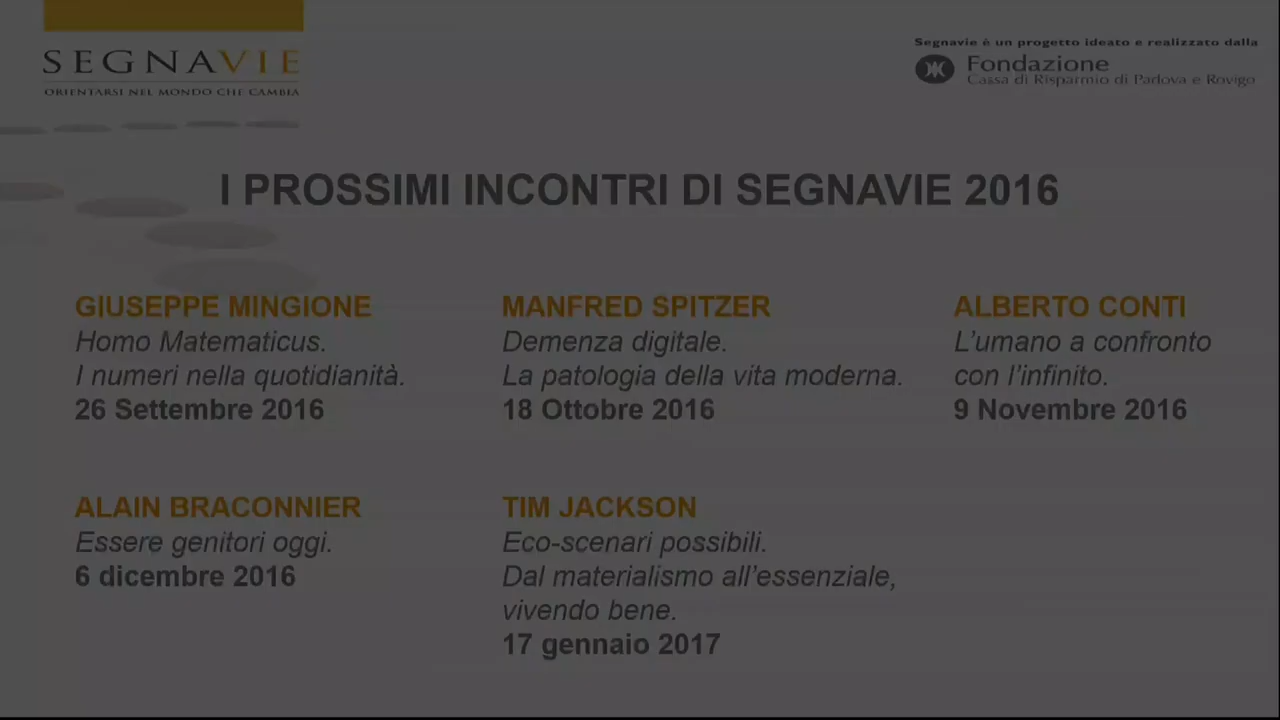 SEGNAVIE
ORIENTARSI NEL MONDO CHE CAMBIA
Segnavie è un progetto ideato e realizzato dalla
Fondazione
Cassa di Risparmio di Padova e Rovigo
I PROSSIMI INCONTRI DI SEGNAVIE 2016
GIUSEPPE MINGIONE
Homo Matematicus.
I numeri nella quotidianità.
26 Settembre 2016
MANFRED SPITZER
Demenza digitale.
La patologia della vita moderna.
18 Ottobre 2016
ALBERTO CONTI
L'umano a confronto
con l'infinito.
9 Novembre 2016
ALAIN BRACONNIER
Essere genitori oggi.
6 dicembre 2016
TIM JACKSON
Eco-scenari possibili.
Dal materialismo all'essenziale,
vivendo bene.
17 gennaio 2017